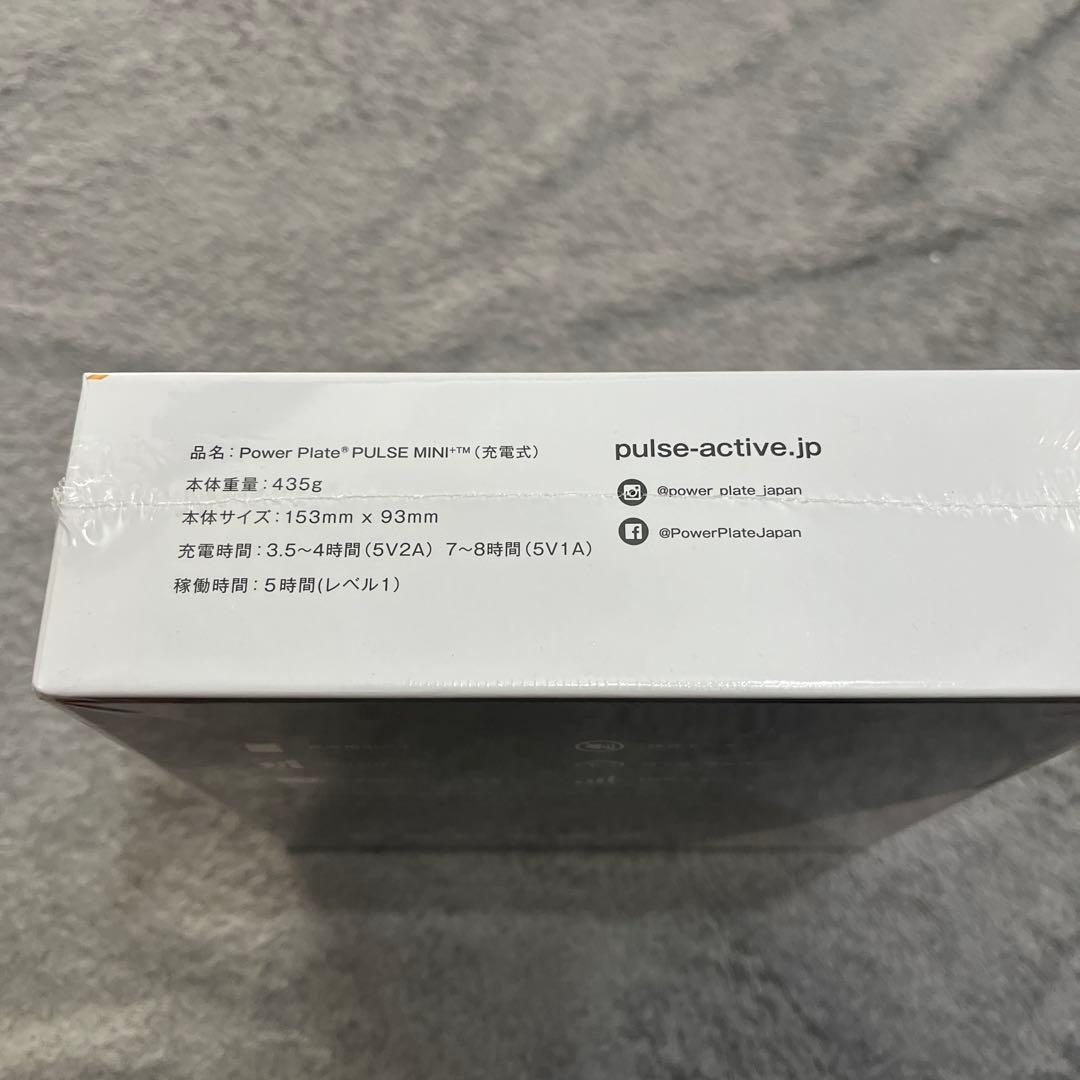 品名：Power Plate® PULSE MINI+™（充電式）
本体重量：435g
本体サイズ：153mm x 93mm
充電時間：3.5〜4時間（5V2A） 7〜8時間（5V1A）
稼働時間：5時間(レベル1）
pulse-active.jp
@power_plate_japan
@PowerPlateJapan